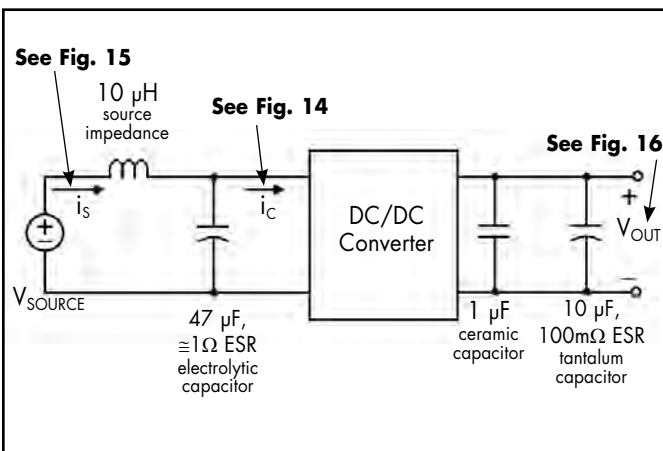 See Fig. 15
10 µH
source
impedance
See Fig. 14
See Fig. 16
iS
iC
DC/DC
Converter
+
VOUT
–
VSOURCE
47 µF,
≅1Ω ESR
electrolytic
capacitor
1 µF
ceramic
capacitor
10 µF,
100mΩ ESR
tantalum
capacitor